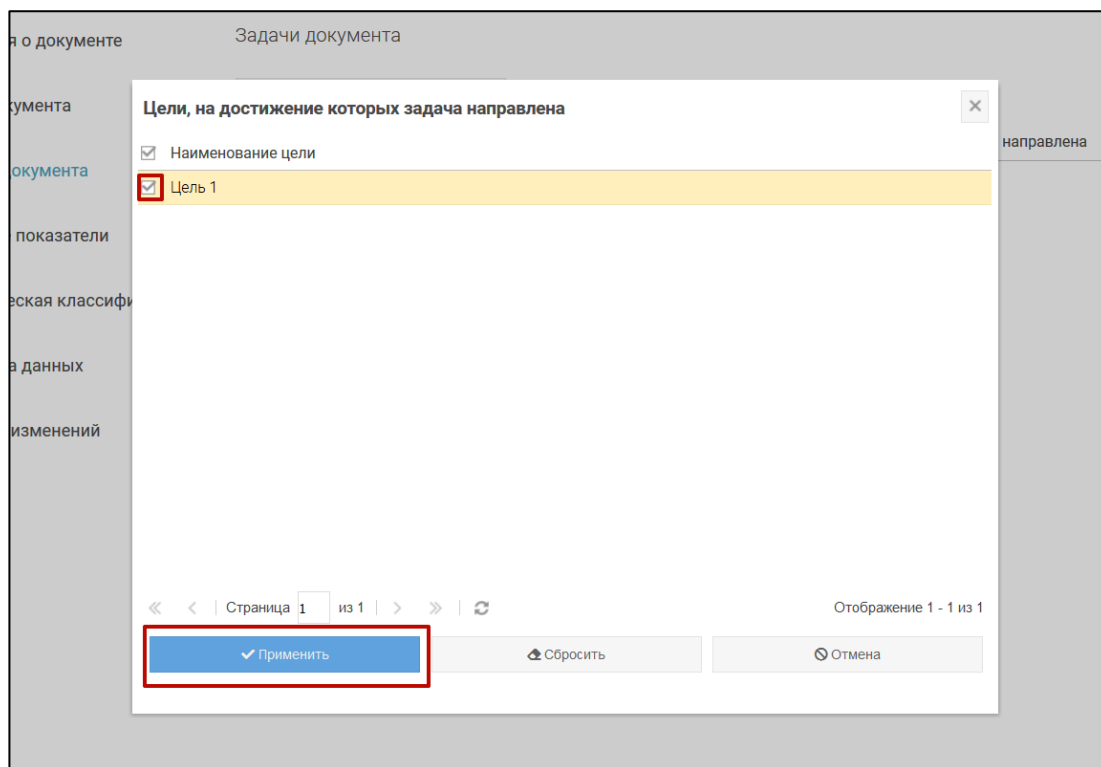 я о документе
Задачи документа
кумента
Цели, на достижение которых задача направлена
Наименование цели
направлена
окумента
Цель 1
показатели
еская классифи
а данных
изменений
Страница 1 из 1
Отображение 1 - 1 из 1
Применить
Сбросить
Отмена